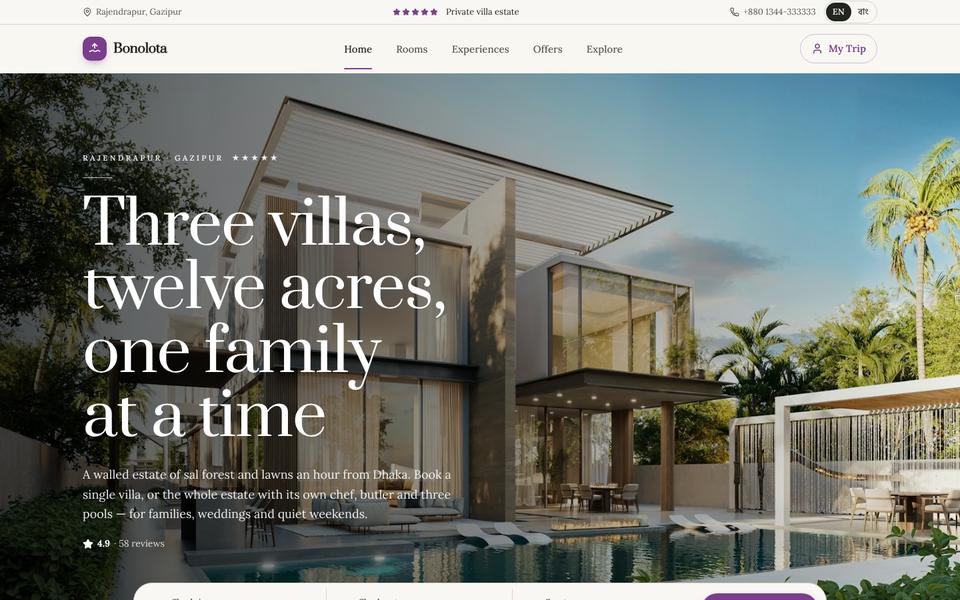 Rajendrapur, Gazipur
Private villa estate
+880 1344-333333
EN
বাং
Bonolota
Home
Rooms
Experiences
Offers
Explore
My Trip
RAJENDRAPUR · GAZIPUR ★★★★★
Three villas,
twelve acres,
one family
at a time
A walled estate of sal forest and lawns an hour from Dhaka. Book a
single villa, or the whole estate with its own chef, butler and three
pools — for families, weddings and quiet weekends.
4.9 · 58 reviews